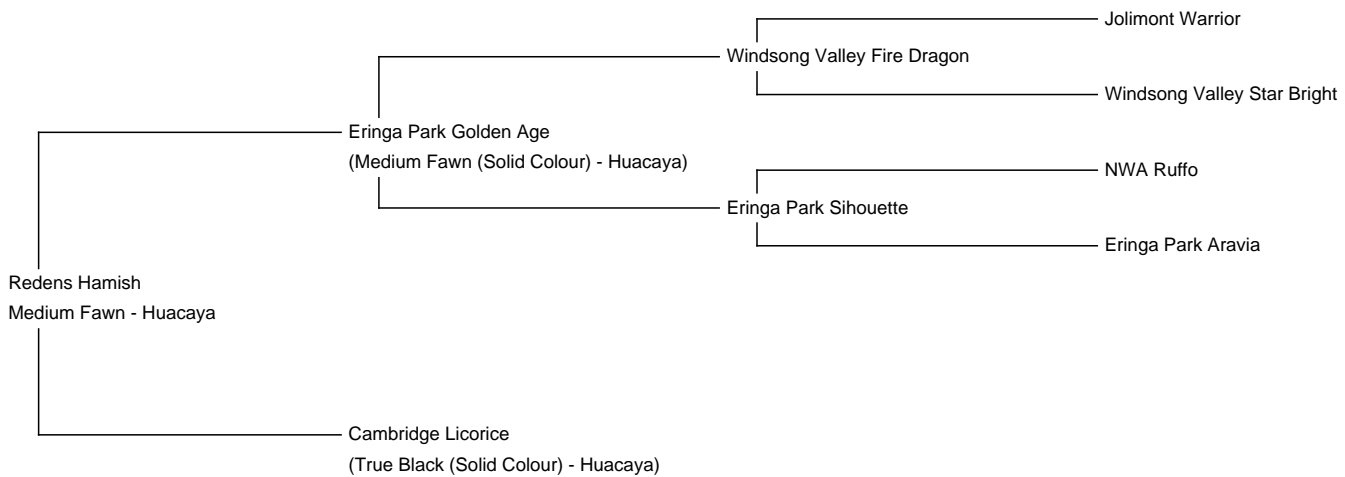 Jolimont Warrior
Windsong Valley Fire Dragon
Windsong Valley Star Bright
Eringa Park Golden Age
(Medium Fawn (Solid Colour) - Huacaya)
NWA Ruffo
Eringa Park Sihouette
Eringa Park Aravia
Redens Hamish
Medium Fawn - Huacaya
Cambridge Licorice
(True Black (Solid Colour) - Huacaya)